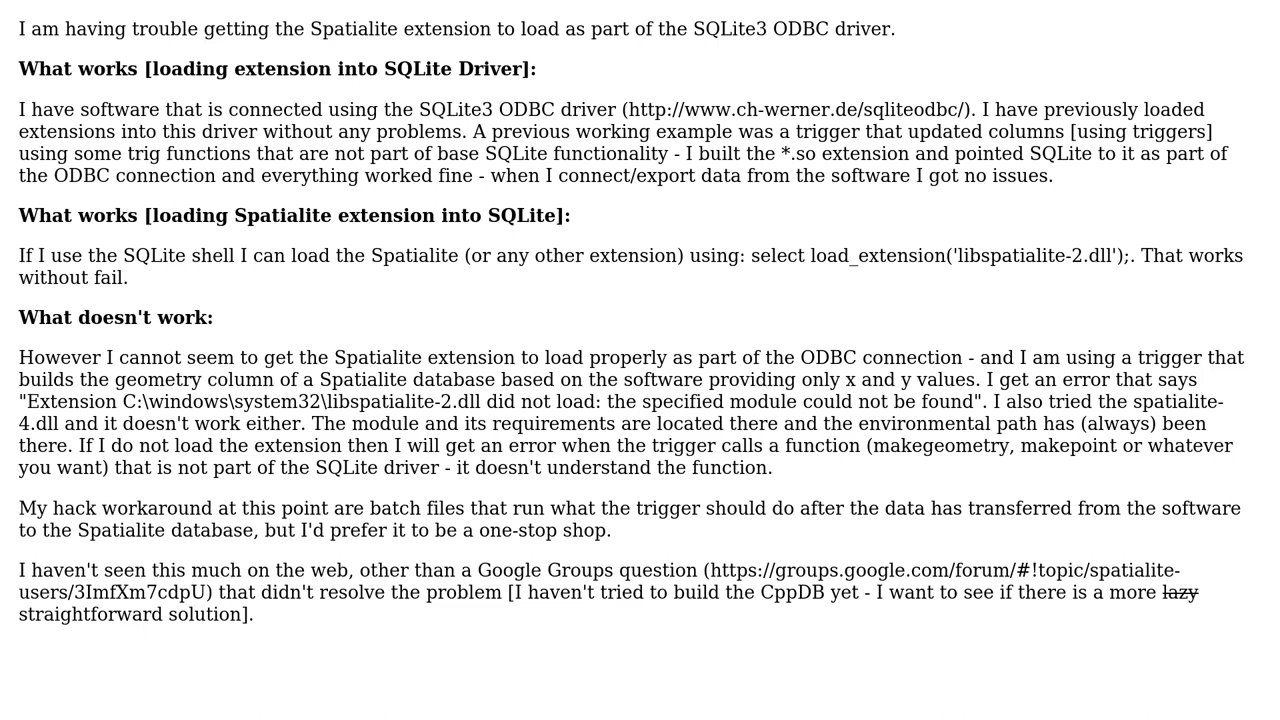 I am having trouble getting the Spatialite extension to load as part of the SQLite3 ODBC driver.
What works [loading extension into SQLite Driver]:
I have software that is connected using the SQLite3 ODBC driver (http://www.ch-werner.de/sqliteodbc/). I have previously loaded
extensions into this driver without any problems. A previous working example was a trigger that updated columns [using triggers]
using some trig functions that are not part of base SQLite functionality - I built the *.so extension and pointed SQLite to it as part of
the ODBC connection and everything worked fine - when I connect/export data from the software I got no issues.
What works [loading Spatialite extension into SQLite]:
If I use the SQLite shell I can load the Spatialite (or any other extension) using: select load_extension('libspatialite-2.dll');. That works
without fail.
What doesn't work:
However I cannot seem to get the Spatialite extension to load properly as part of the ODBC connection - and I am using a trigger that
builds the geometry column of a Spatialite database based on the software providing only x and y values. I get an error that says
"Extension C:\windows\system32\libspatialite-2.dll did not load: the specified module could not be found". I also tried the spatialite-
4.dll and it doesn't work either. The module and its requirements are located there and the environmental path has (always) been
there. If I do not load the extension then I will get an error when the trigger calls a function (makegeometry, makepoint or whatever
you want) that is not part of the SQLite driver - it doesn't understand the function.
My hack workaround at this point are batch files that run what the trigger should do after the data has transferred from the software
to the Spatialite database, but I'd prefer it to be a one-stop shop.
I haven't seen this much on the web, other than a Google Groups question (https://groups.google.com/forum/#!topic/spatialite-
users/3ImfXm7cdpU) that didn't resolve the problem [I haven't tried to build the CppDB yet - I want to see if there is a more lazy
straightforward solution].